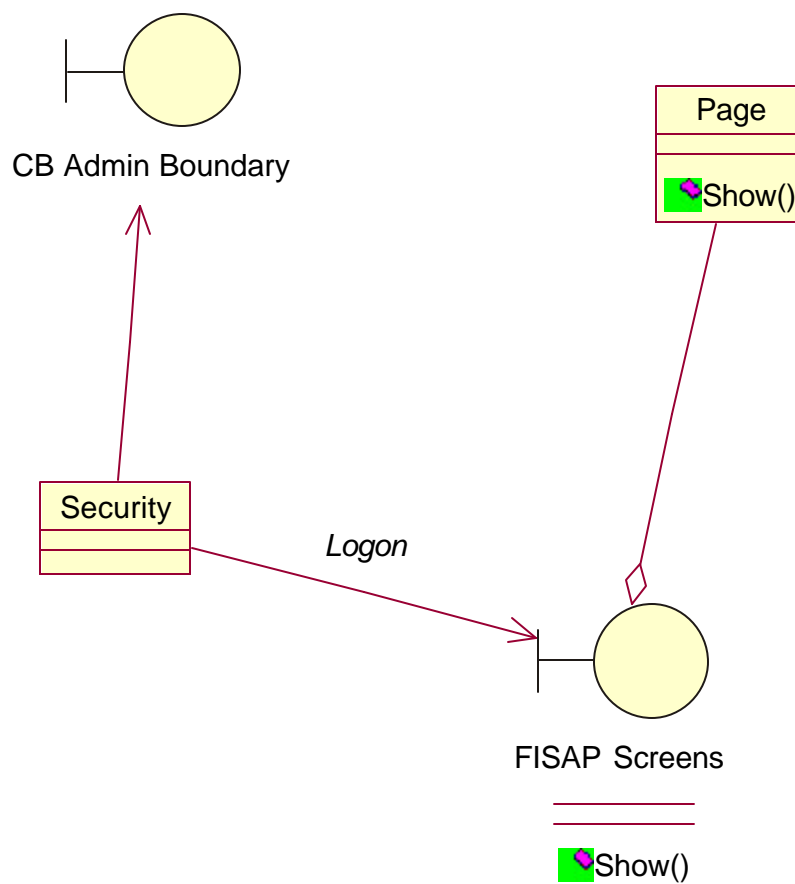 CB Admin Boundary
Page
Show()
Security
Logon
FISAP Screens
Show()